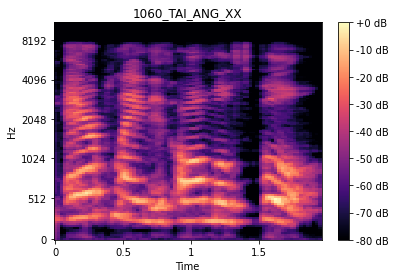 1060_TAI_ANG_XX
8192
4096
2048
1024
512
0
Hz
0
0.5
1
1.5
Time
+0 dB
-10 dB
-20 dB
-30 dB
-40 dB
-50 dB
-60 dB
-70 dB
-80 dB